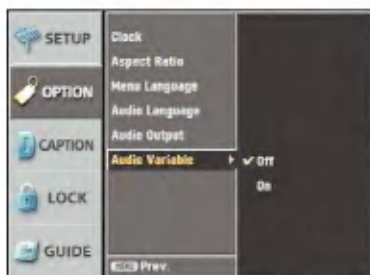 SETUP
OPTION
CAPTION
LOCK
GUIDE
Clock
Aspect Ratio
Menu Language
Audio Language
Audio Output
Audio Variable
Off
On
MENU Prev.